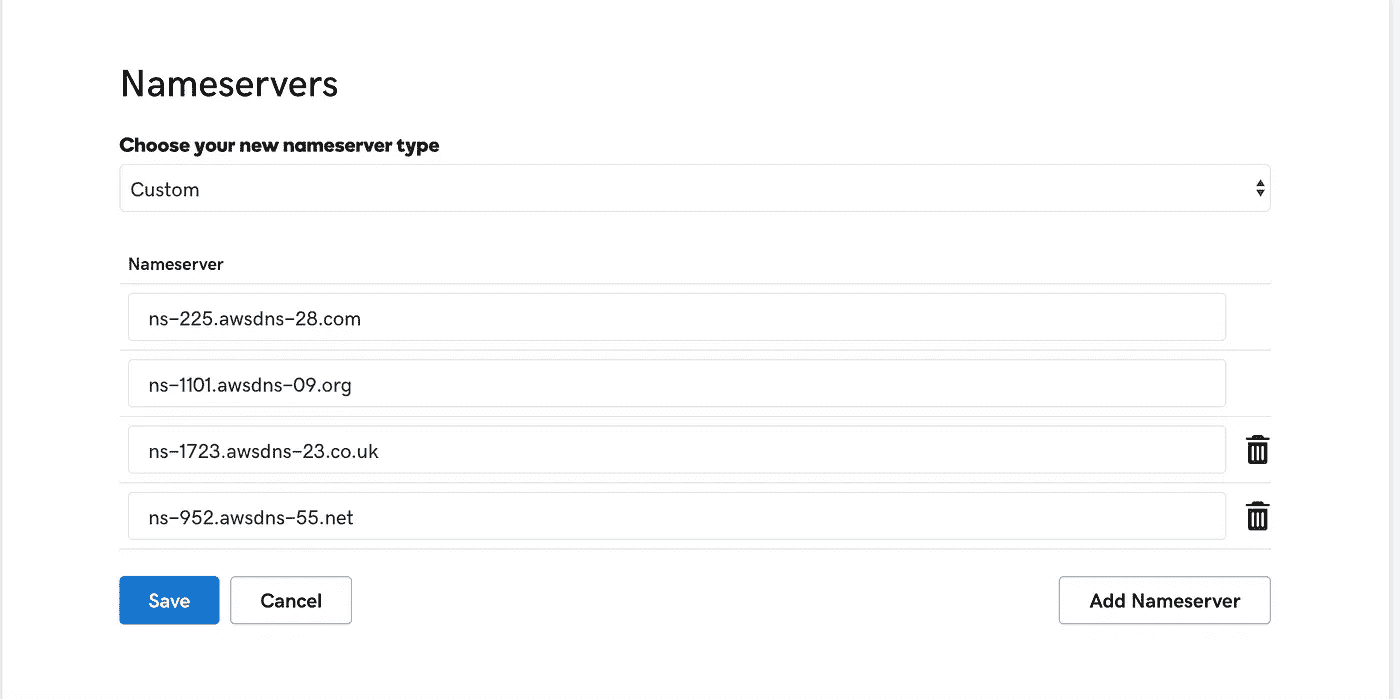 Nameservers
Choose your new nameserver type
Custom
Nameserver
ns-225.awsdns-28.com
ns-1101.awsdns-09.org
ns-1723.awsdns-23.co.uk
ns-952.awsdns-55.net
Save Cancel Add Nameserver